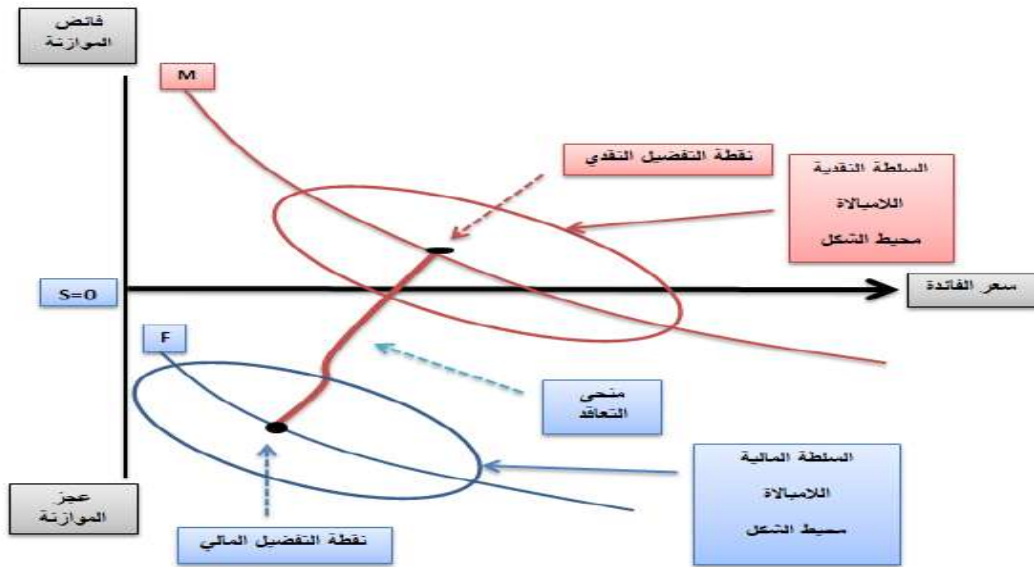 فائض
الموازنة
M
نقطة التفضيل النقدي
السلطة النقدية
اللامبالاة
محيط الشكل
S=0
سعر الفائدة
F
منحى
التعاقد
السلطة المالية
اللامبالاة
محيط الشكل
عجز
الموازنة
نقطة التفضيل المالي